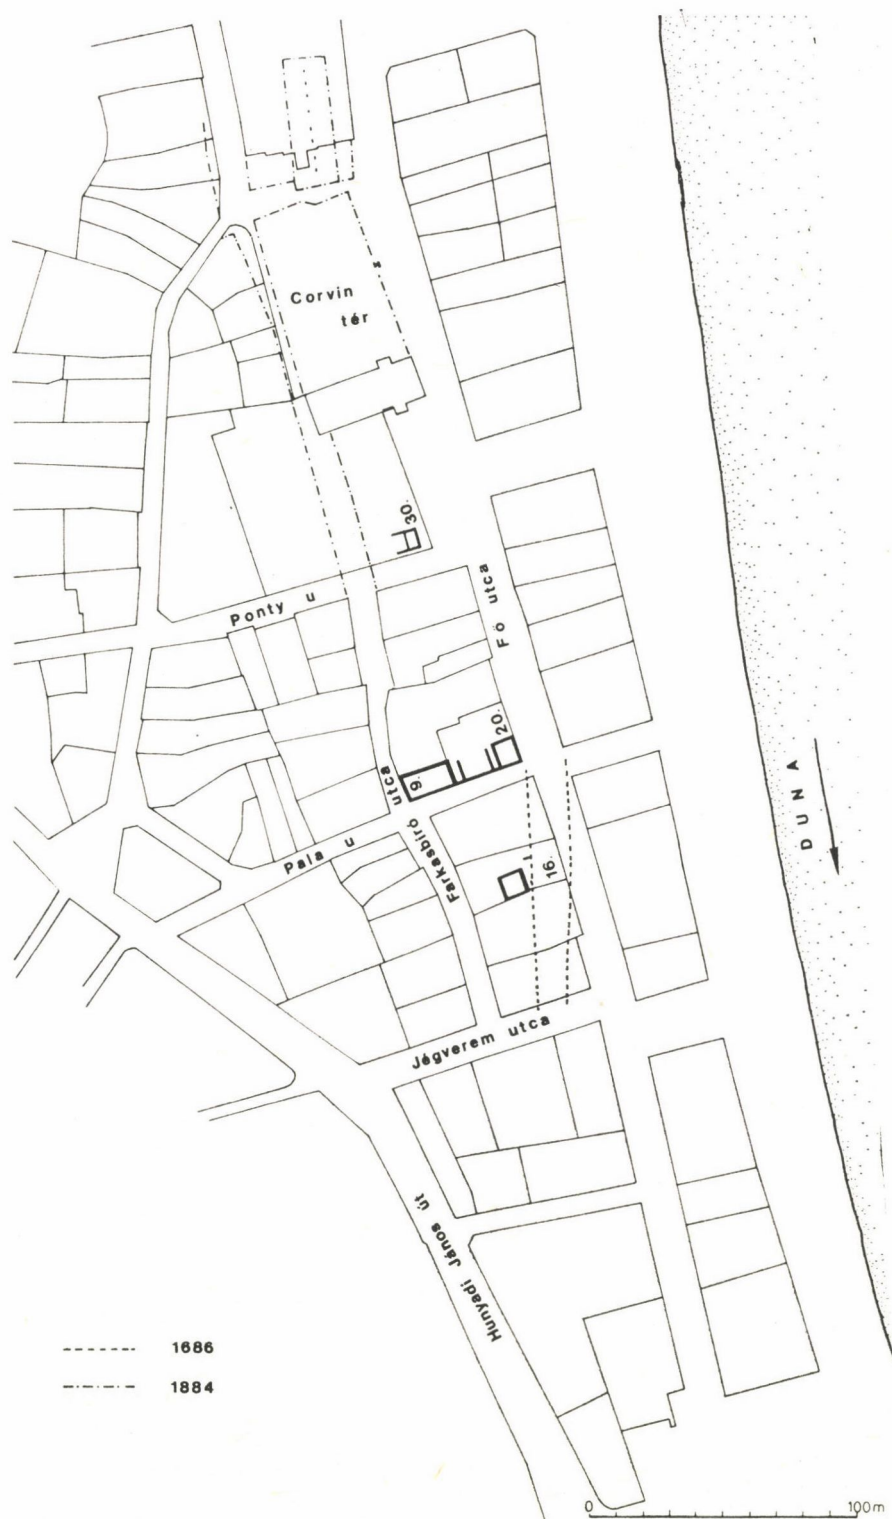 Corvin
tér
30.
Fö utca
Ponty u
20.
9.
Farkasbíró utca
Pala u
16.
DUNA
Jégverem utca
Hunyadi János út
1686
1884
0 100m